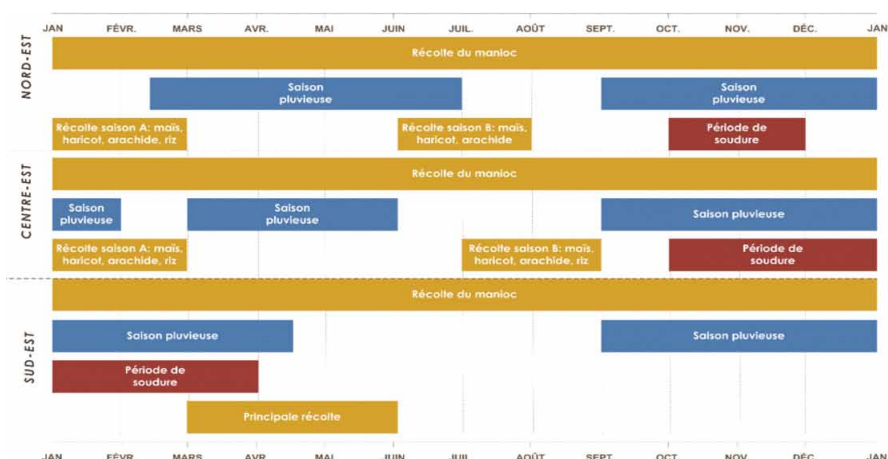 JAN FÉVR. MARS AVR. MAI JUIN JUIL. AOÛT SEPT. OCT. NOV. DÉC. JAN
NORD-EST
Récolte du manioc
Saison
pluvieuse
Saison
pluvieuse
Récolte saison A: maïs,
haricot, arachide, riz
Récolte saison B: maïs,
haricot, arachide
Période de
soudure
CENTRE-EST
Récolte du manioc
Saison
pluvieuse
Saison
pluvieuse
Saison pluvieuse
Récolte saison A: maïs,
haricot, arachide, riz
Récolte saison B: maïs,
haricot, arachide, riz
Période de
soudure
SUD-EST
Récolte du manioc
Saison pluvieuse
Saison pluvieuse
Période de
soudure
Principale récolte
JAN FÉVR. MARS AVR. MAI JUIN JUIL. AOÛT SEPT. OCT. NOV. DÉC. JAN